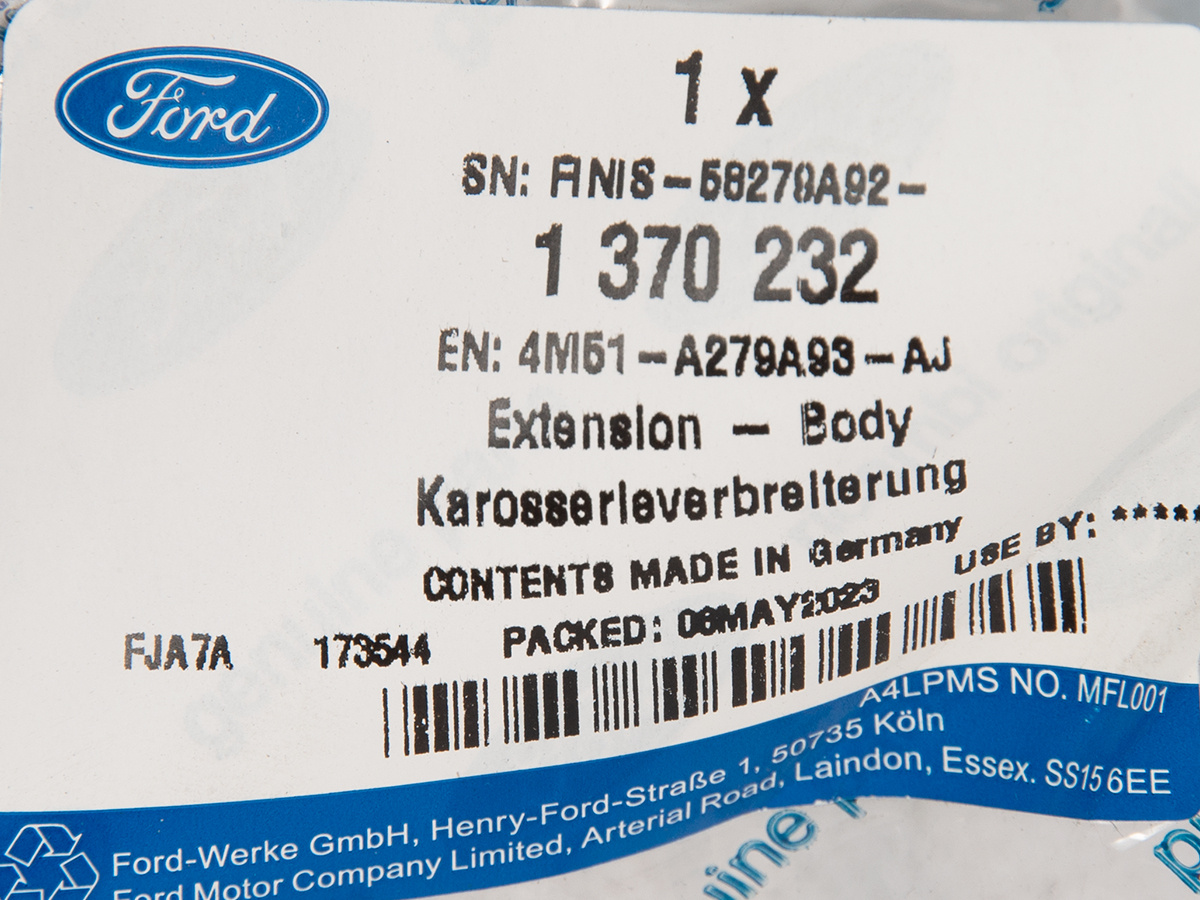 Ford
1 x
SN: FINIS-58279A92-
1 370 232
EN: 4M51-A279A93-AJ
Extension - Body
Karosserieverbreiterung
CONTENTS MADE IN Germany
USE BY: *****
FJA7A 173544 PACKED: 08MAY2023
A4LPMS NO. MFL001
Ford-Werke GmbH, Henry-Ford-Straße 1, 50735 Köln
Ford Motor Company Limited, Arterial Road, Laindon, Essex. SS15 6EE